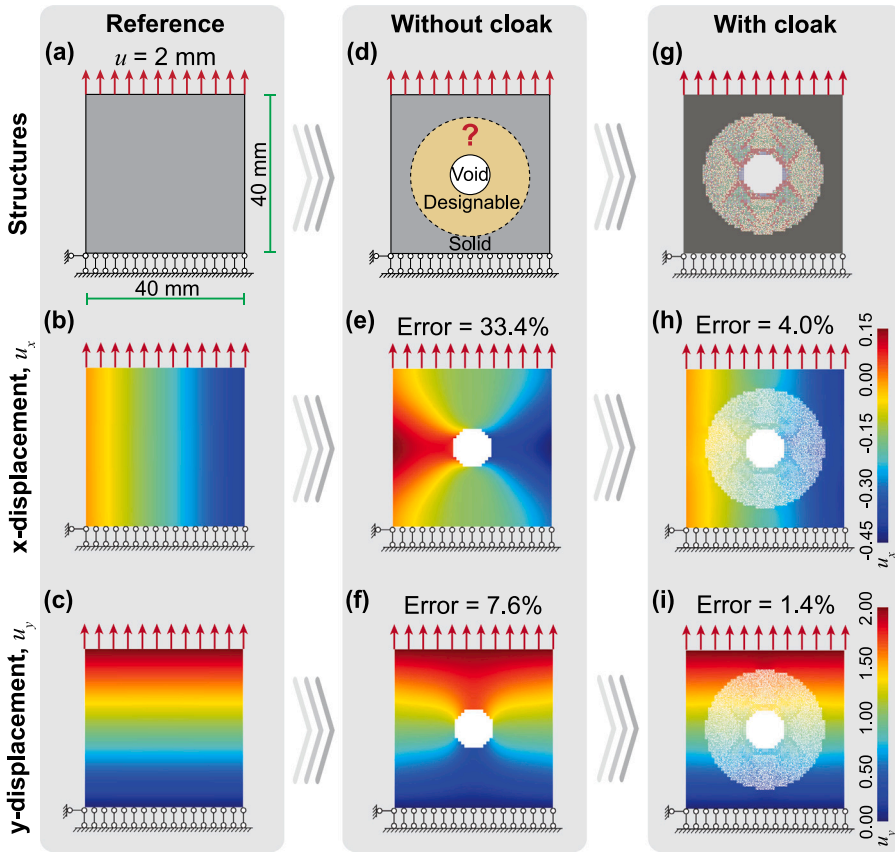 Reference
Without cloak
With cloak
Structures
(a)
u = 2 mm
40 mm
40 mm
(d)
?
Void
Designable
Solid
(g)
x-displacement, u_x
(b)
(e)
Error = 33.4%
(h)
Error = 4.0%
0.15
0.00
-0.15
-0.30
-0.45
u_x
y-displacement, u_y
(c)
(f)
Error = 7.6%
(i)
Error = 1.4%
2.00
1.50
1.00
0.50
0.00
u_y